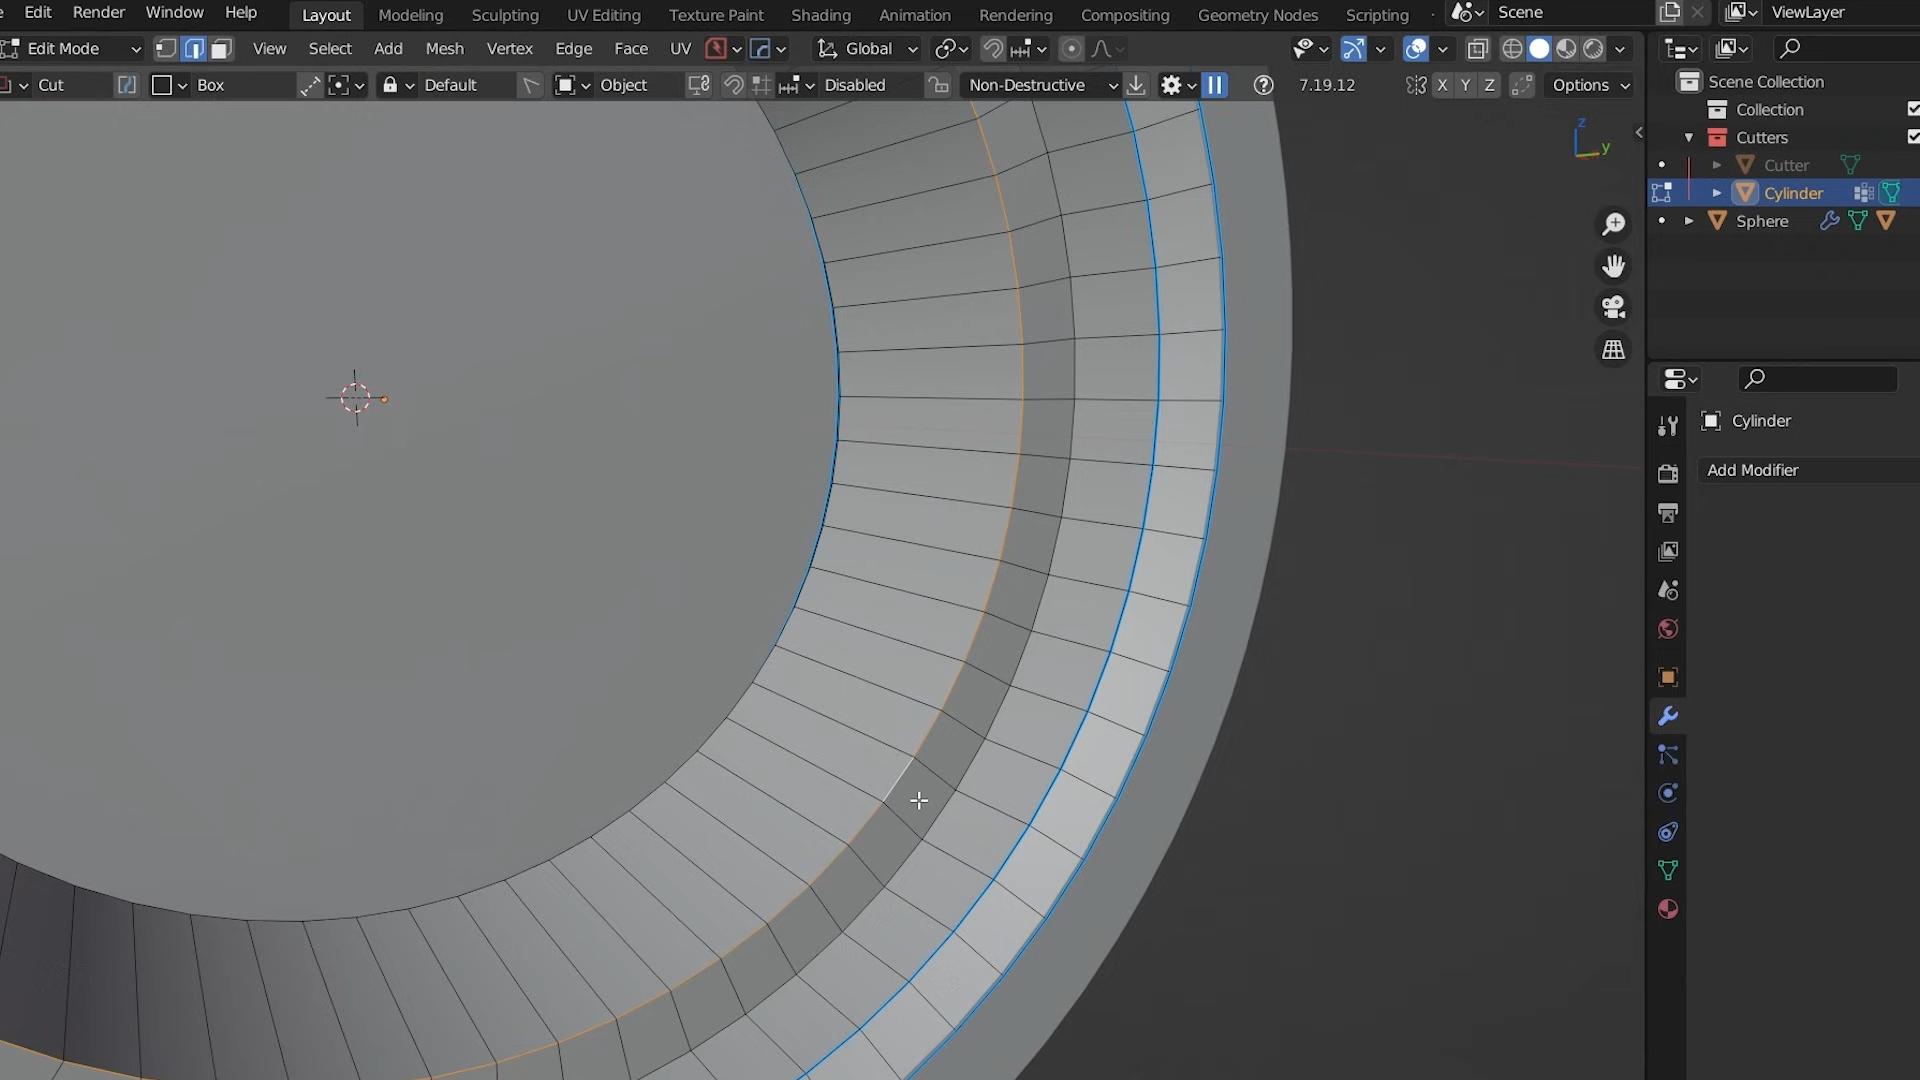 Edit Render Window Help Layout Modeling Sculpting UV Editing Texture Paint Shading Animation Rendering Compositing Geometry Nodes Scripting Scene ViewLayer
Edit Mode View Select Add Mesh Vertex Edge Face UV Global
Cut Box Default Object Disabled Non-Destructive 7.19.12 X Y Z Options
Scene Collection
Collection
Cutters
Cutter
Cylinder
Sphere
z
y
Cylinder
Add Modifier